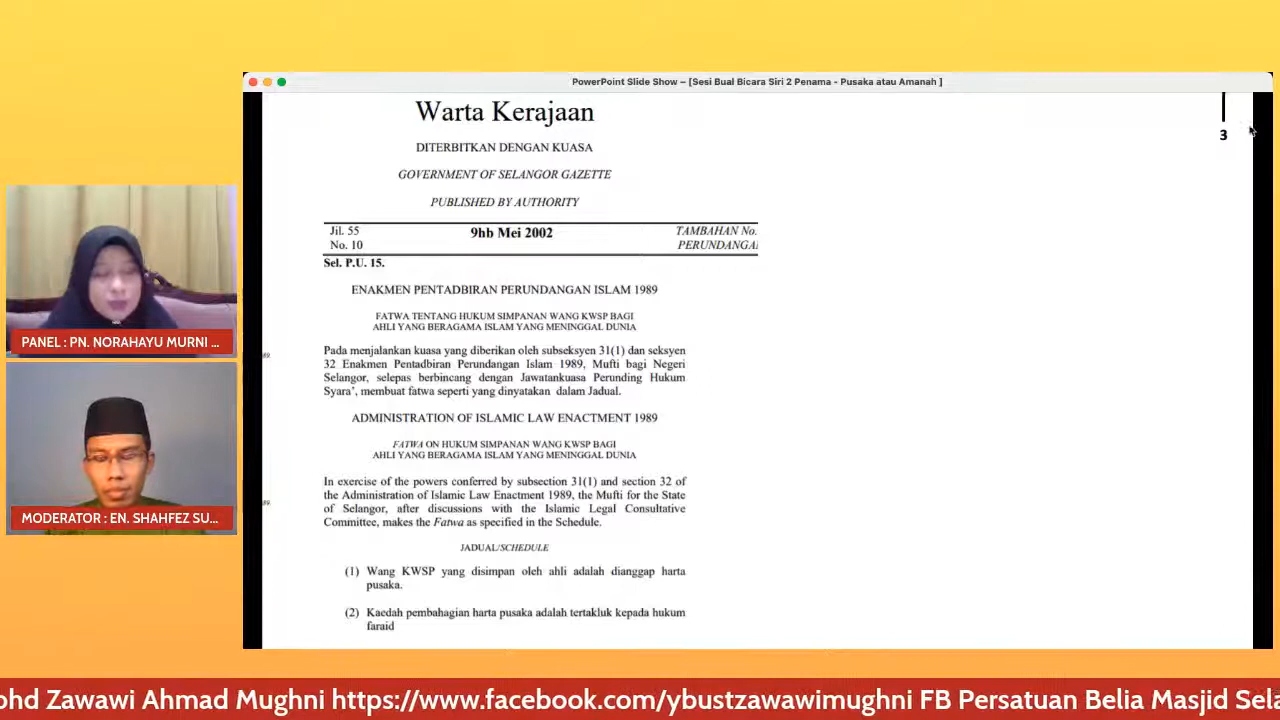 PowerPoint Slide Show – [Sesi Bual Bicara Siri 2 Penama - Pusaka atau Amanah ]
Warta Kerajaan
3
DITERBITKAN DENGAN KUASA
GOVERNMENT OF SELANGOR GAZETTE
PUBLISHED BY AUTHORITY
Jil. 55
No. 10
9hb Mei 2002
TAMBAHAN No.
PERUNDANGA
Sel. P.U. 15.
ENAKMEN PENTADBIRAN PERUNDANGAN ISLAM 1989
FATWA TENTANG HUKUM SIMPANAN WANG KWSP BAGI
AHLI YANG BERAGAMA ISLAM YANG MENINGGAL DUNIA
Pada menjalankan kuasa yang diberikan oleh subseksyen 31(1) dan seksyen
32 Enakmen Pentadbiran Perundangan Islam 1989, Mufti bagi Negeri
Selangor, selepas berbincang dengan Jawatankuasa Perunding Hukum
Syara', membuat fatwa seperti yang dinyatakan dalam Jadual.
ADMINISTRATION OF ISLAMIC LAW ENACTMENT 1989
FATWA ON HUKUM SIMPANAN WANG KWSP BAGI
AHLI YANG BERAGAMA ISLAM YANG MENINGGAL DUNIA
In exercise of the powers conferred by subsection 31(1) and section 32 of
the Administration of Islamic Law Enactment 1989, the Mufti for the State
of Selangor, after discussions with the Islamic Legal Consultative
Committee, makes the Fatwa as specified in the Schedule.
JADUAL/SCHEDULE
(1) Wang KWSP yang disimpan oleh ahli adalah dianggap harta
pusaka.
(2) Kaedah pembahagian harta pusaka adalah tertakluk kepada hukum
faraid
PANEL : PN. NORAHAYU MURNI ...
MODERATOR : EN. SHAHFEZ SU...
ohd Zawawi Ahmad Mughni https://www.facebook.com/ybustzawawimughni FB Persatuan Belia Masjid Sela